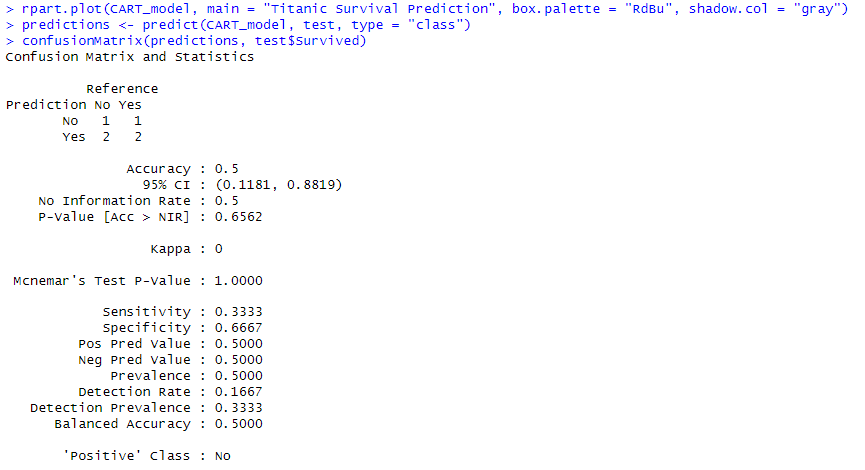 > rpart.plot(CART_model, main = "Titanic Survival Prediction", box.palette = "RdBu", shadow.col = "gray")
> predictions <- predict(CART_model, test, type = "class")
> confusionMatrix(predictions, test$Survived)
Confusion Matrix and Statistics

          Reference
Prediction No Yes
       No   1   1
       Yes  2   2

               Accuracy : 0.5
                 95% CI : (0.1181, 0.8819)
    No Information Rate : 0.5
    P-Value [Acc > NIR] : 0.6562

                  Kappa : 0

 Mcnemar's Test P-Value : 1.0000

            Sensitivity : 0.3333
            Specificity : 0.6667
         Pos Pred Value : 0.5000
         Neg Pred Value : 0.5000
             Prevalence : 0.5000
         Detection Rate : 0.1667
   Detection Prevalence : 0.3333
      Balanced Accuracy : 0.5000

       'Positive' Class : No